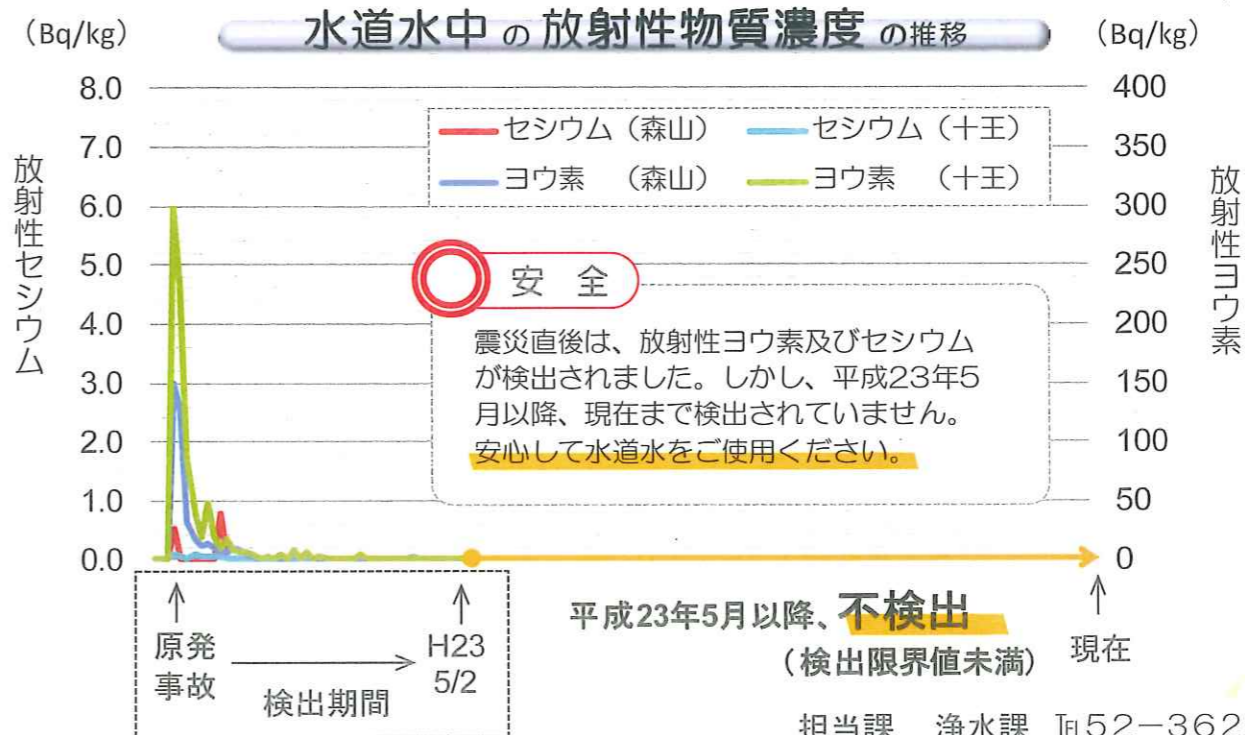 水道水中 の 放射性物質濃度 の推移
（Bq/kg）
（Bq/kg）
8.0
7.0
6.0
5.0
4.0
3.0
2.0
1.0
0.0
放射性セシウム
400
350
300
250
200
150
100
50
0
放射性ヨウ素
セシウム（森山） セシウム（十王）
ヨウ素 （森山） ヨウ素 （十王）
安 全
震災直後は、放射性ヨウ素及びセシウム
が検出されました。しかし、平成23年5
月以降、現在まで検出されていません。
安心して水道水をご使用ください。
↑
原発
事故
→
検出期間
↑
H23
5/2
平成23年5月以降、不検出
（検出限界値未満）
↑
現在
担当課 浄水課 ℡52－362